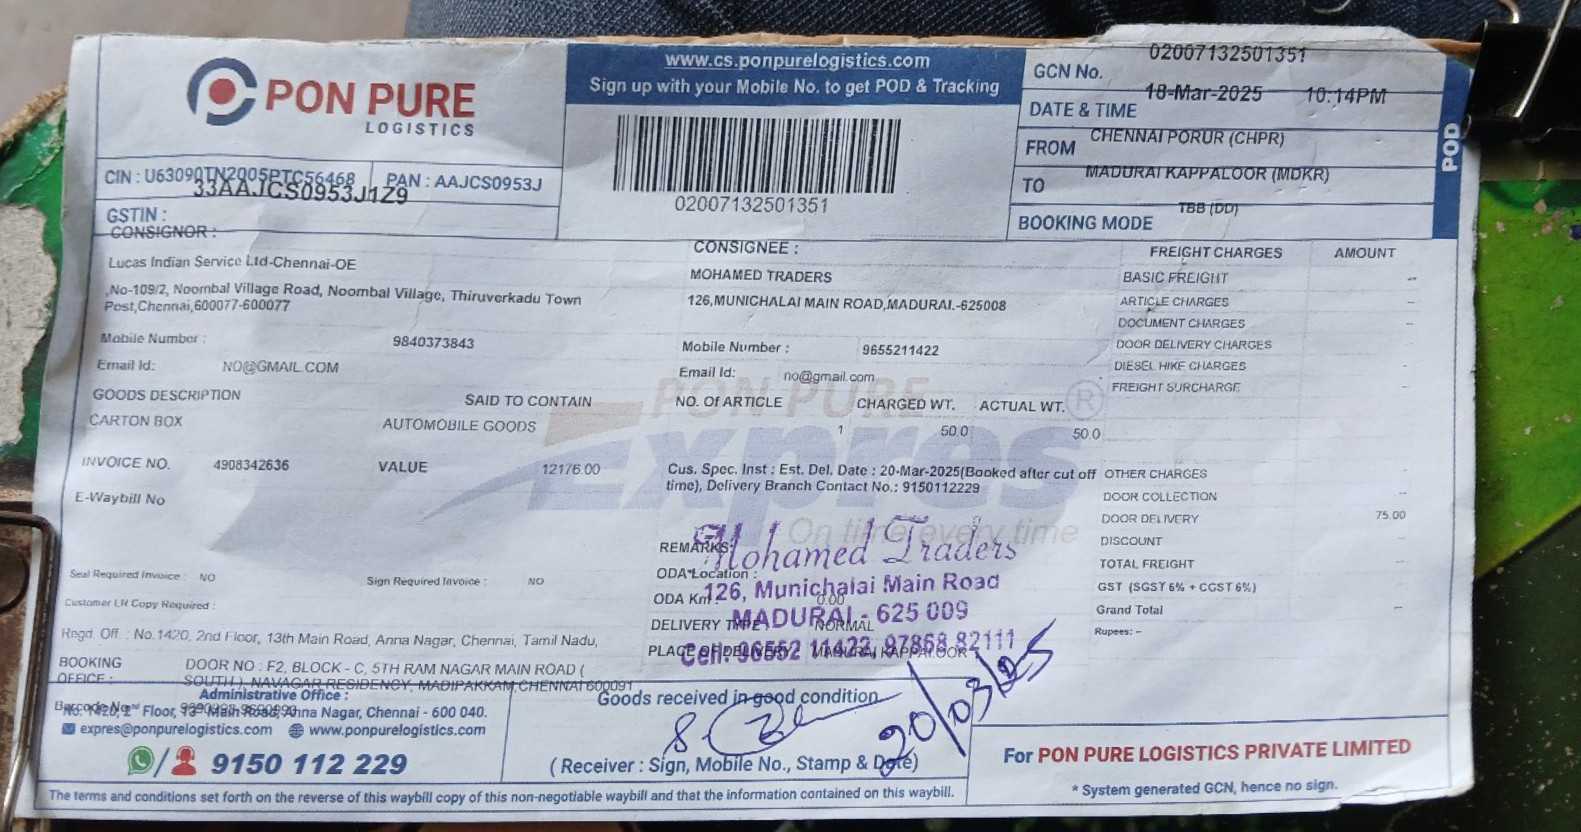 PON PURE
LOGISTICS
CIN : U63090TN2005PTC56468 PAN : AAJCS0953J
33AAJCS0953J1Z9
GSTIN :
www.cs.ponpurelogistics.com
Sign up with your Mobile No. to get POD & Tracking
02007132501351
GCN No. 02007132501351
DATE & TIME 18-Mar-2025 10:14PM
FROM CHENNAI PORUR (CHPR)
TO MADURAI KAPPALOOR (MDKR)
BOOKING MODE TBB (DD)
POD
CONSIGNOR :
Lucas Indian Service Ltd-Chennai-OE
,No-109/2, Noombal Village Road, Noombal Village, Thiruverkadu Town
Post,Chennai,600077-600077
Mobile Number : 9840373843
Email Id: NO@GMAIL.COM
CONSIGNEE :
MOHAMED TRADERS
126,MUNICHALAI MAIN ROAD,MADURAI.-625008
Mobile Number : 9655211422
Email Id: no@gmail.com
GOODS DESCRIPTION SAID TO CONTAIN NO. Of ARTICLE CHARGED WT. ACTUAL WT.
CARTON BOX AUTOMOBILE GOODS 1 50.0 50.0
INVOICE NO. 4908342636 VALUE 12176.00
E-Waybill No
Cus. Spec. Inst : Est. Del. Date : 20-Mar-2025(Booked after cut off
time), Delivery Branch Contact No.: 9150112229
PON PURE
Expres ®
On time every time
FREIGHT CHARGES AMOUNT
BASIC FREIGHT --
ARTICLE CHARGES --
DOCUMENT CHARGES --
DOOR DELIVERY CHARGES
DIESEL HIKE CHARGES
FREIGHT SURCHARGE -
OTHER CHARGES -
DOOR COLLECTION --
DOOR DELIVERY 75.00
DISCOUNT
TOTAL FREIGHT -
GST (SGST 6% + CGST 6%)
Grand Total --
Rupees: -
REMARKS:
ODA Location :
ODA Km 0.00
DELIVERY TYPE NORMAL
PLACE OF DELIVERY MADURAI KAPPALOOR
Mohamed Traders
126, Munichalai Main Road
MADURAI - 625 009
Cell: 96552 11422, 97868 82111
Seal Required Invoice : NO Sign Required Invoice : NO
Customer LR Copy Required :
Regd. Off. : No.1420, 2nd Floor, 13th Main Road, Anna Nagar, Chennai, Tamil Nadu,
BOOKING OFFICE : DOOR NO : F2, BLOCK - C, 5TH RAM NAGAR MAIN ROAD (
SOUTH ), NAVAGAR RESIDENCY, MADIPAKKAM,CHENNAI 600091
Administrative Office :
No. 1420, 2nd Floor, 13th Main Road, Anna Nagar, Chennai - 600 040.
expres@ponpurelogistics.com www.ponpurelogistics.com
9150 112 229
Goods received in good condition
20/03/25
(Receiver : Sign, Mobile No., Stamp & Date)
For PON PURE LOGISTICS PRIVATE LIMITED
* System generated GCN, hence no sign.
The terms and conditions set forth on the reverse of this waybill copy of this non-negotiable waybill and that the information contained on this waybill.